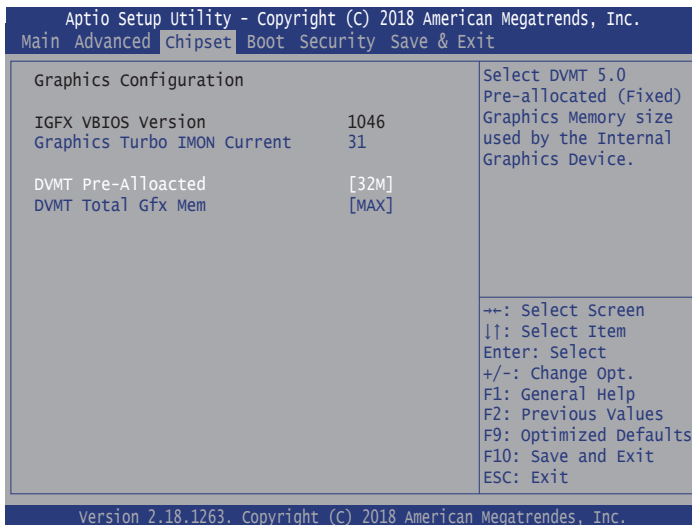 Aptio Setup Utility - Copyright (C) 2018 American Megatrends, Inc.
Main Advanced Chipset Boot Security Save & Exit
Graphics Configuration
IGFX VBIOS Version 1046
Graphics Turbo IMON Current 31
DVMT Pre-Alloacted [32M]
DVMT Total Gfx Mem [MAX]
Select DVMT 5.0
Pre-allocated (Fixed)
Graphics Memory size
used by the Internal
Graphics Device.
→←: Select Screen
↓↑: Select Item
Enter: Select
+/-: Change Opt.
F1: General Help
F2: Previous Values
F9: Optimized Defaults
F10: Save and Exit
ESC: Exit
Version 2.18.1263. Copyright (C) 2018 American Megatrendes, Inc.